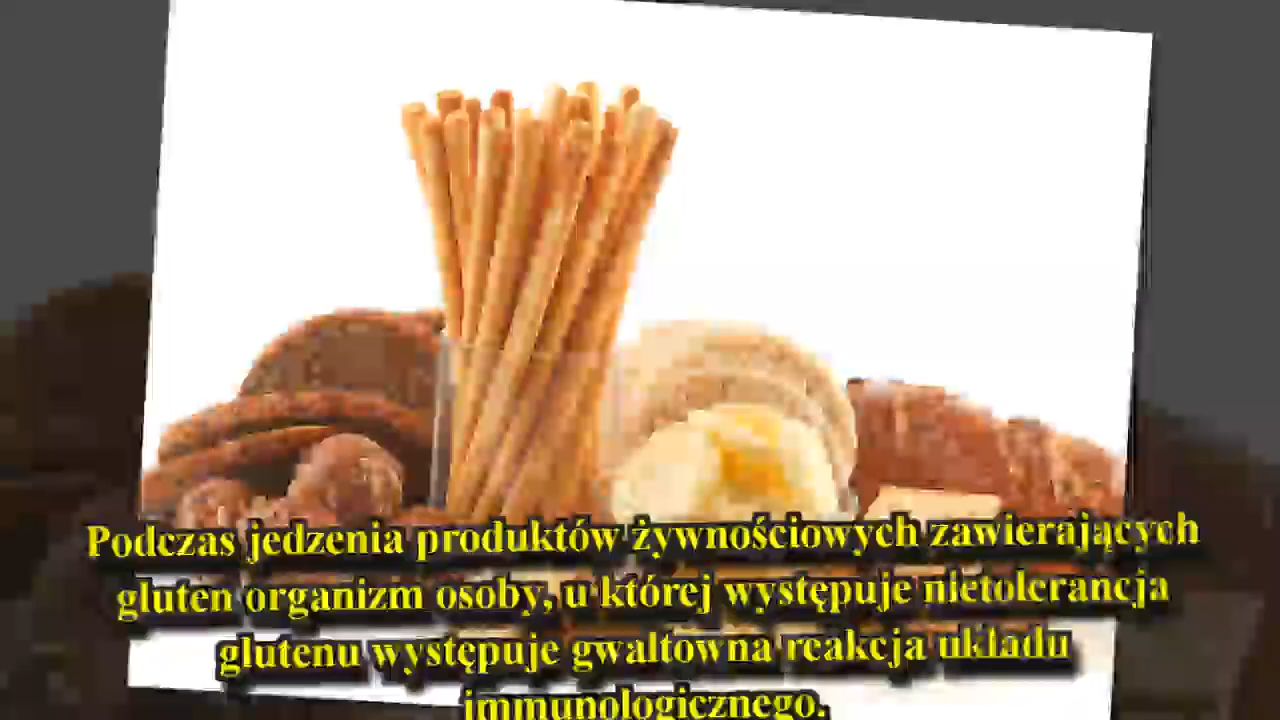 Podczas jedzenia produktów żywnościowych zawierających
gluten organizm osoby, u której występuje nietolerancja
glutenu występuje gwałtowna reakcja układu
immunologicznego.